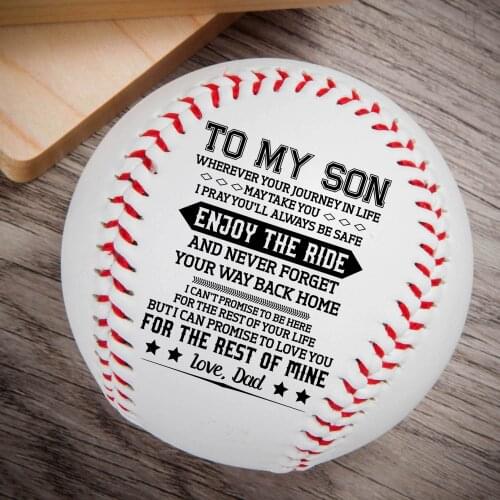 TO MY SON
WHEREVER YOUR JOURNEY IN LIFE
MAY TAKE YOU
I PRAY YOU'LL ALWAYS BE SAFE
ENJOY THE RIDE
AND NEVER FORGET
YOUR WAY BACK HOME
I CAN'T PROMISE TO BE HERE
FOR THE REST OF YOUR LIFE
BUT I CAN PROMISE TO LOVE YOU
FOR THE REST OF MINE
Love, Dad